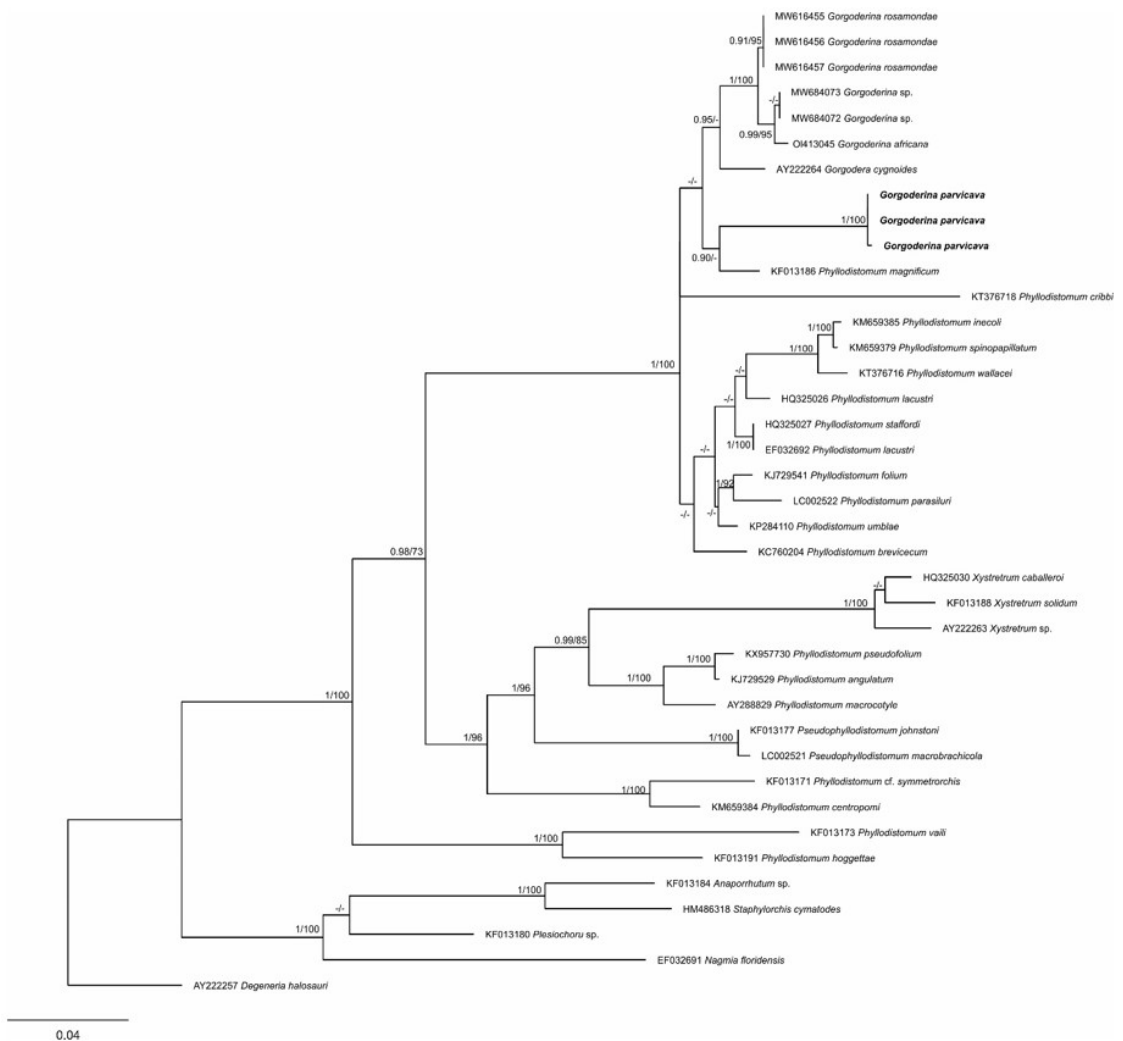 MW616455 Gorgoderina rosamondae
0.91/95
MW616456 Gorgoderina rosamondae
MW616457 Gorgoderina rosamondae
1/100
MW684073 Gorgoderina sp.
-/-
MW684072 Gorgoderina sp.
0.95/-
0.99/95
OI413045 Gorgoderina africana
AY222264 Gorgodera cygnoides
-/-
Gorgoderina parvicava
1/100
Gorgoderina parvicava
Gorgoderina parvicava
0.90/-
KF013186 Phyllodistomum magnificum
KT376718 Phyllodistomum cribbi
KM659385 Phyllodistomum inecoli
1/100
KM659379 Phyllodistomum spinopapillatum
1/100
1/100
KT376716 Phyllodistomum wallacei
-/-
HQ325026 Phyllodistomum lacustri
-/-
HQ325027 Phyllodistomum staffordi
1/100
EF032692 Phyllodistomum lacustri
-/-
KJ729541 Phyllodistomum folium
1/92
LC002522 Phyllodistomum parasiluri
-/-
-/-
KP284110 Phyllodistomum umblae
KC760204 Phyllodistomum brevicecum
0.98/73
HQ325030 Xystretrum caballeroi
-/-
1/100
KF013188 Xystretrum solidum
AY222263 Xystretrum sp.
0.99/85
KX957730 Phyllodistomum pseudofolium
1/100
KJ729529 Phyllodistomum angulatum
1/96
1/100
AY288829 Phyllodistomum macrocotyle
1/100
KF013177 Pseudophyllodistomum johnstoni
1/96
1/100
LC002521 Pseudophyllodistomum macrobrachicola
KF013171 Phyllodistomum cf. symmetrorchis
1/100
KM659384 Phyllodistomum centropomi
KF013173 Phyllodistomum vaili
1/100
KF013191 Phyllodistomum hoggettae
KF013184 Anaporrhutum sp.
1/100
HM486318 Staphylorchis cymatodes
-/-
KF013180 Plesiochoru sp.
1/100
EF032691 Nagmia floridensis
AY222257 Degeneria halosauri
0.04